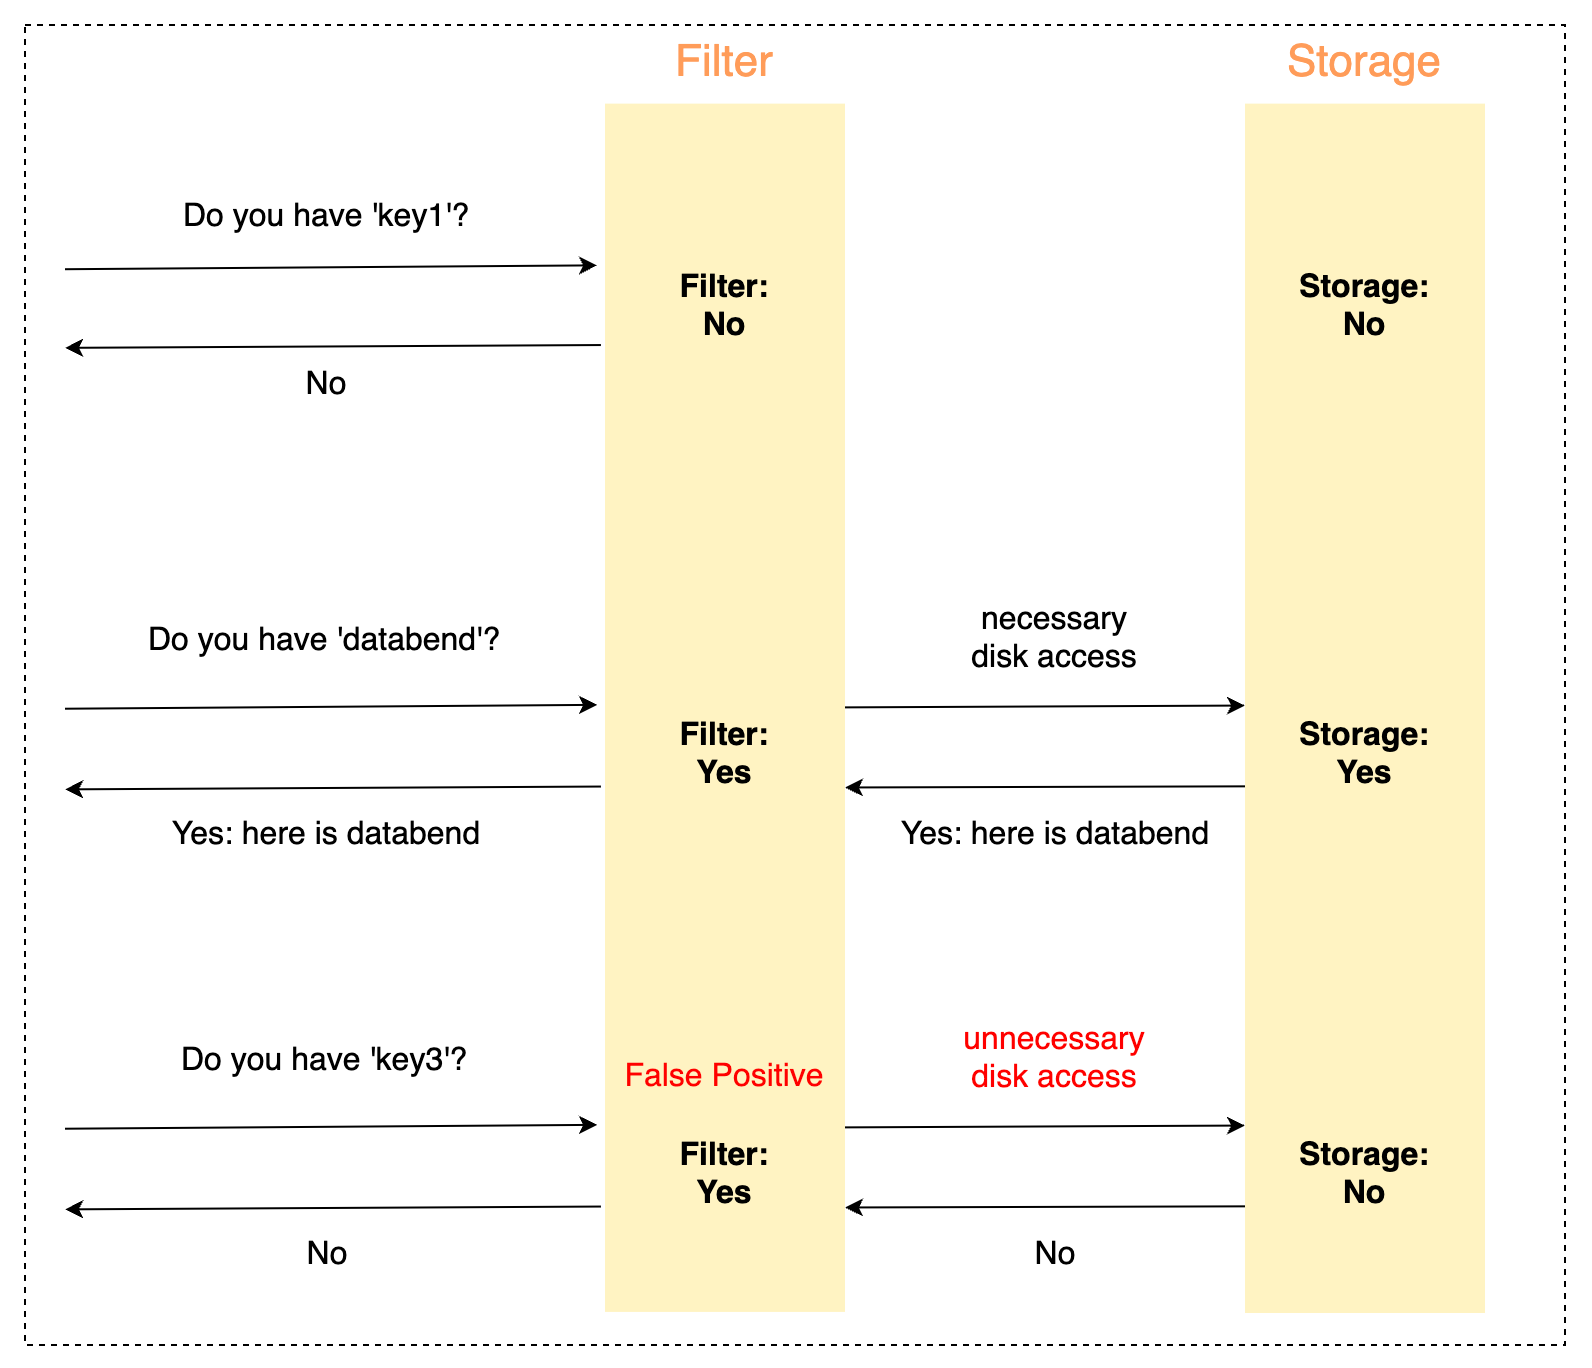 Filter
Storage
Do you have 'key1'?
Filter:
No
Storage:
No
No
Do you have 'databend'?
necessary
disk access
Filter:
Yes
Storage:
Yes
Yes: here is databend
Yes: here is databend
Do you have 'key3'?
False Positive
unnecessary
disk access
Filter:
Yes
Storage:
No
No
No